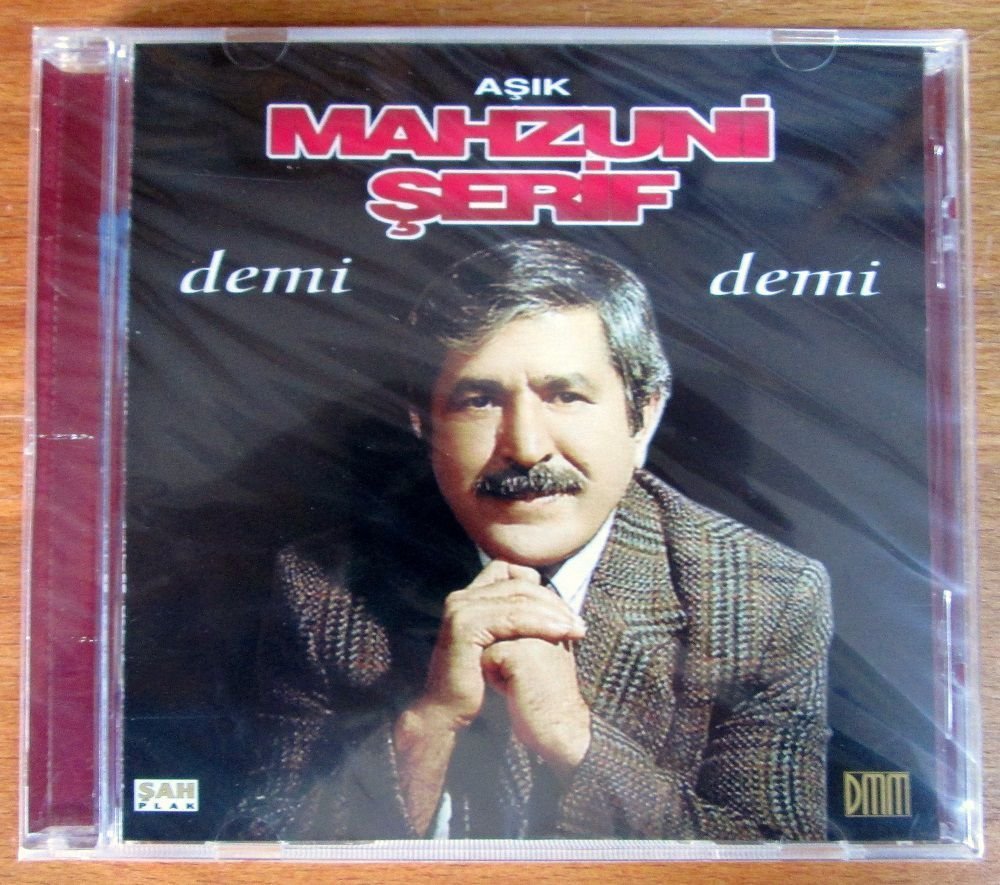 AŞIK
MAHZUNİ
ŞERİF
demi demi
ŞAH
PLAK
DMM